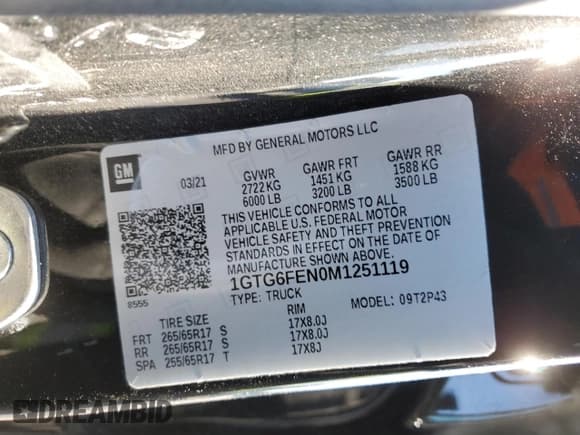 MFD BY GENERAL MOTORS LLC
GM
03/21
GVWR GAWR FRT GAWR RR
2722 KG 1451 KG 1588 KG
6000 LB 3200 LB 3500 LB
THIS VEHICLE CONFORMS TO ALL
APPLICABLE U.S. FEDERAL MOTOR
VEHICLE SAFETY AND THEFT PREVENTION
STANDARDS IN EFFECT ON THE DATE OF
MANUFACTURE SHOWN ABOVE.
8555
1GTG6FEN0M1251119
TYPE: TRUCK MODEL: 09T2P43
TIRE SIZE RIM
FRT 265/65R17 S 17X8.0J
RR 265/65R17 S 17X8.0J
SPA 255/65R17 T 17X8J
DREAMBID